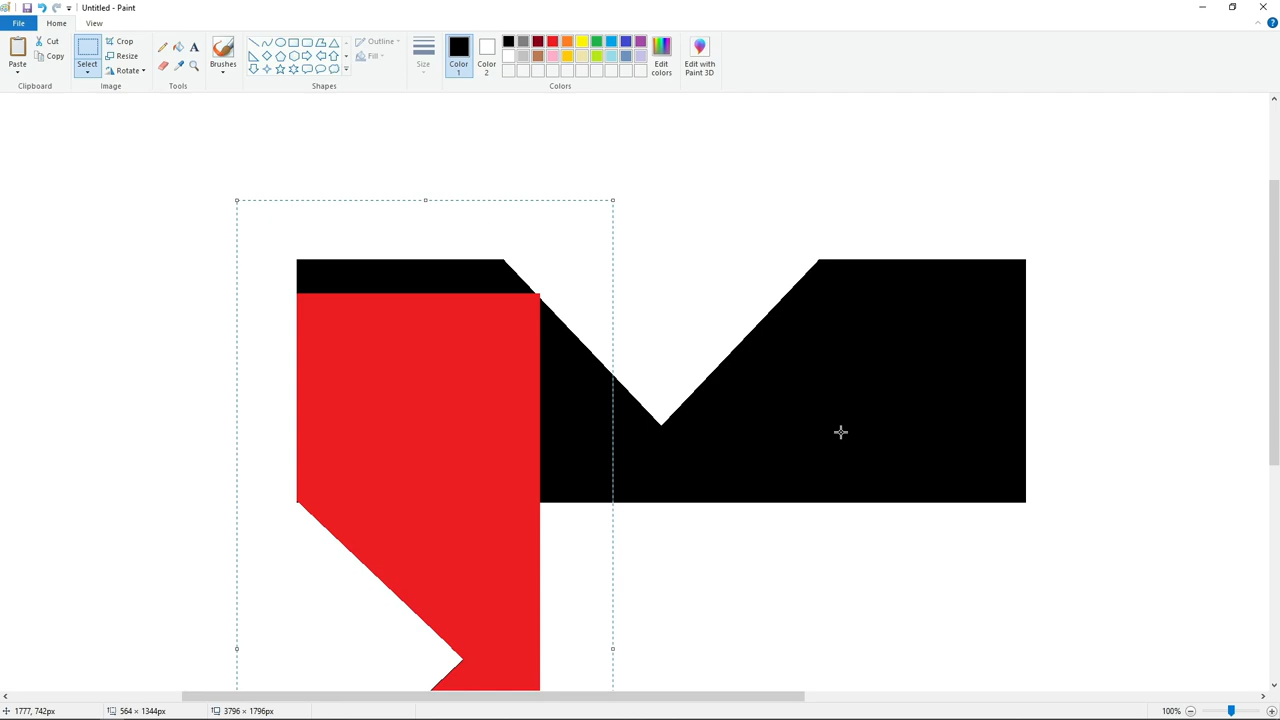 Untitled - Paint
File Home View
Paste
Cut
Copy
Clipboard
Select
Crop
Resize
Rotate
Image
Tools
Brushes
Outline
Fill
Shapes
Size
Color 1
Color 2
Edit colors
Edit with Paint 3D
Colors
1777, 742px 564 × 1344px 3796 × 1796px 100%